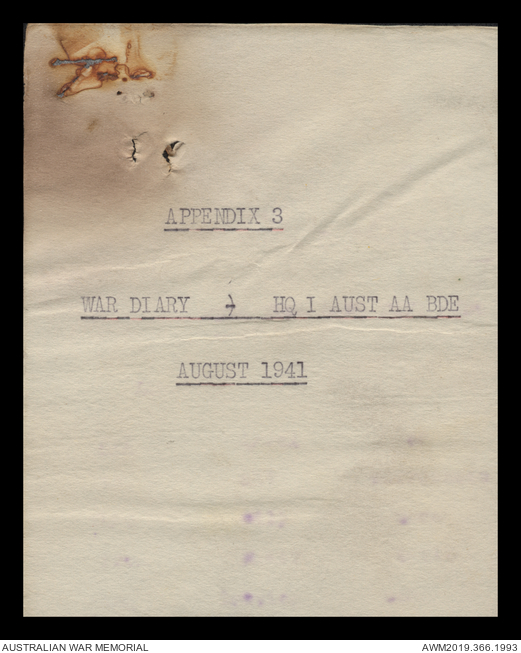 APPENDIX 3
WAR DIARY - HQ I AUST AA BDE
AUGUST 1941
AUSTRALIAN WAR MEMORIAL
AWM2019.366.1993